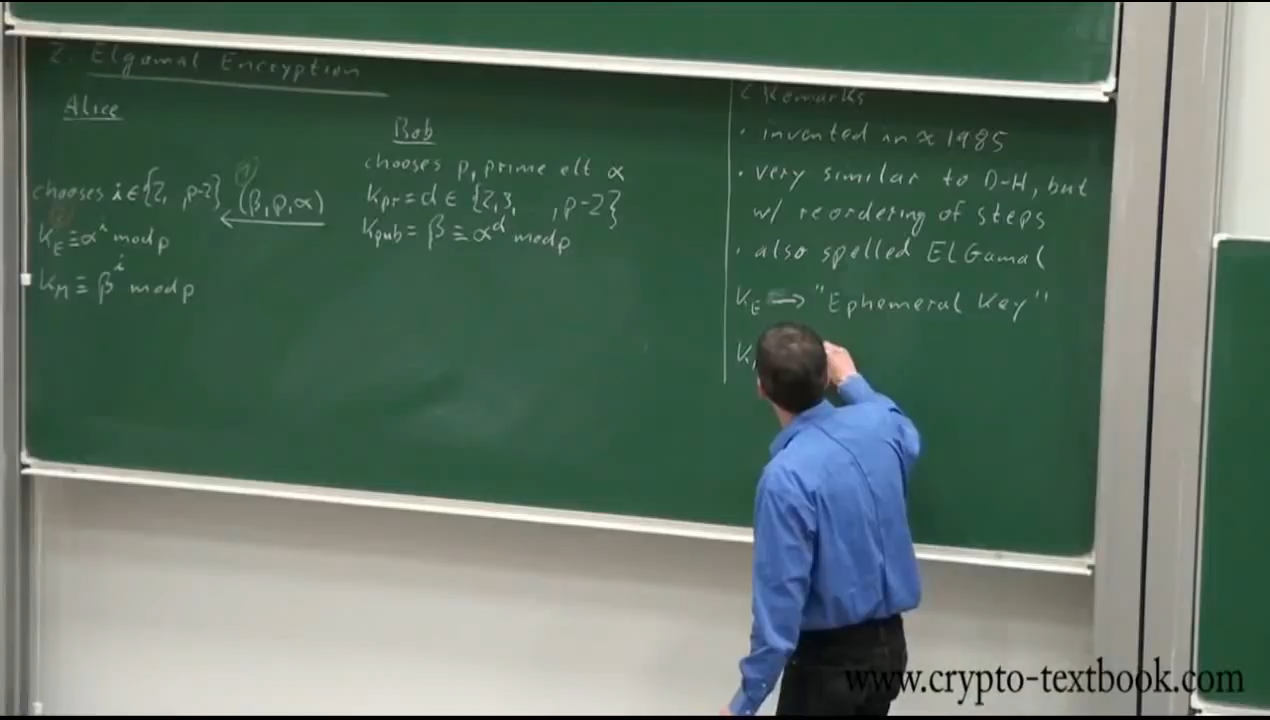 2. Elgamal Encryption
Alice
chooses i ∈ {2, ,p-2}
K_E ≡ α^i mod p
K_M ≡ β^i mod p
(β, p, α)
Bob
chooses p, prime elt α
K_pr = d ∈ {2,3, ,p-2}
K_pub = β ≡ α^d mod p
Remarks
· invented in ≈ 1985
· very similar to D-H, but
w/ reordering of steps
· also spelled ElGamal
K_E → "Ephemeral Key"
K
www.crypto-textbook.com